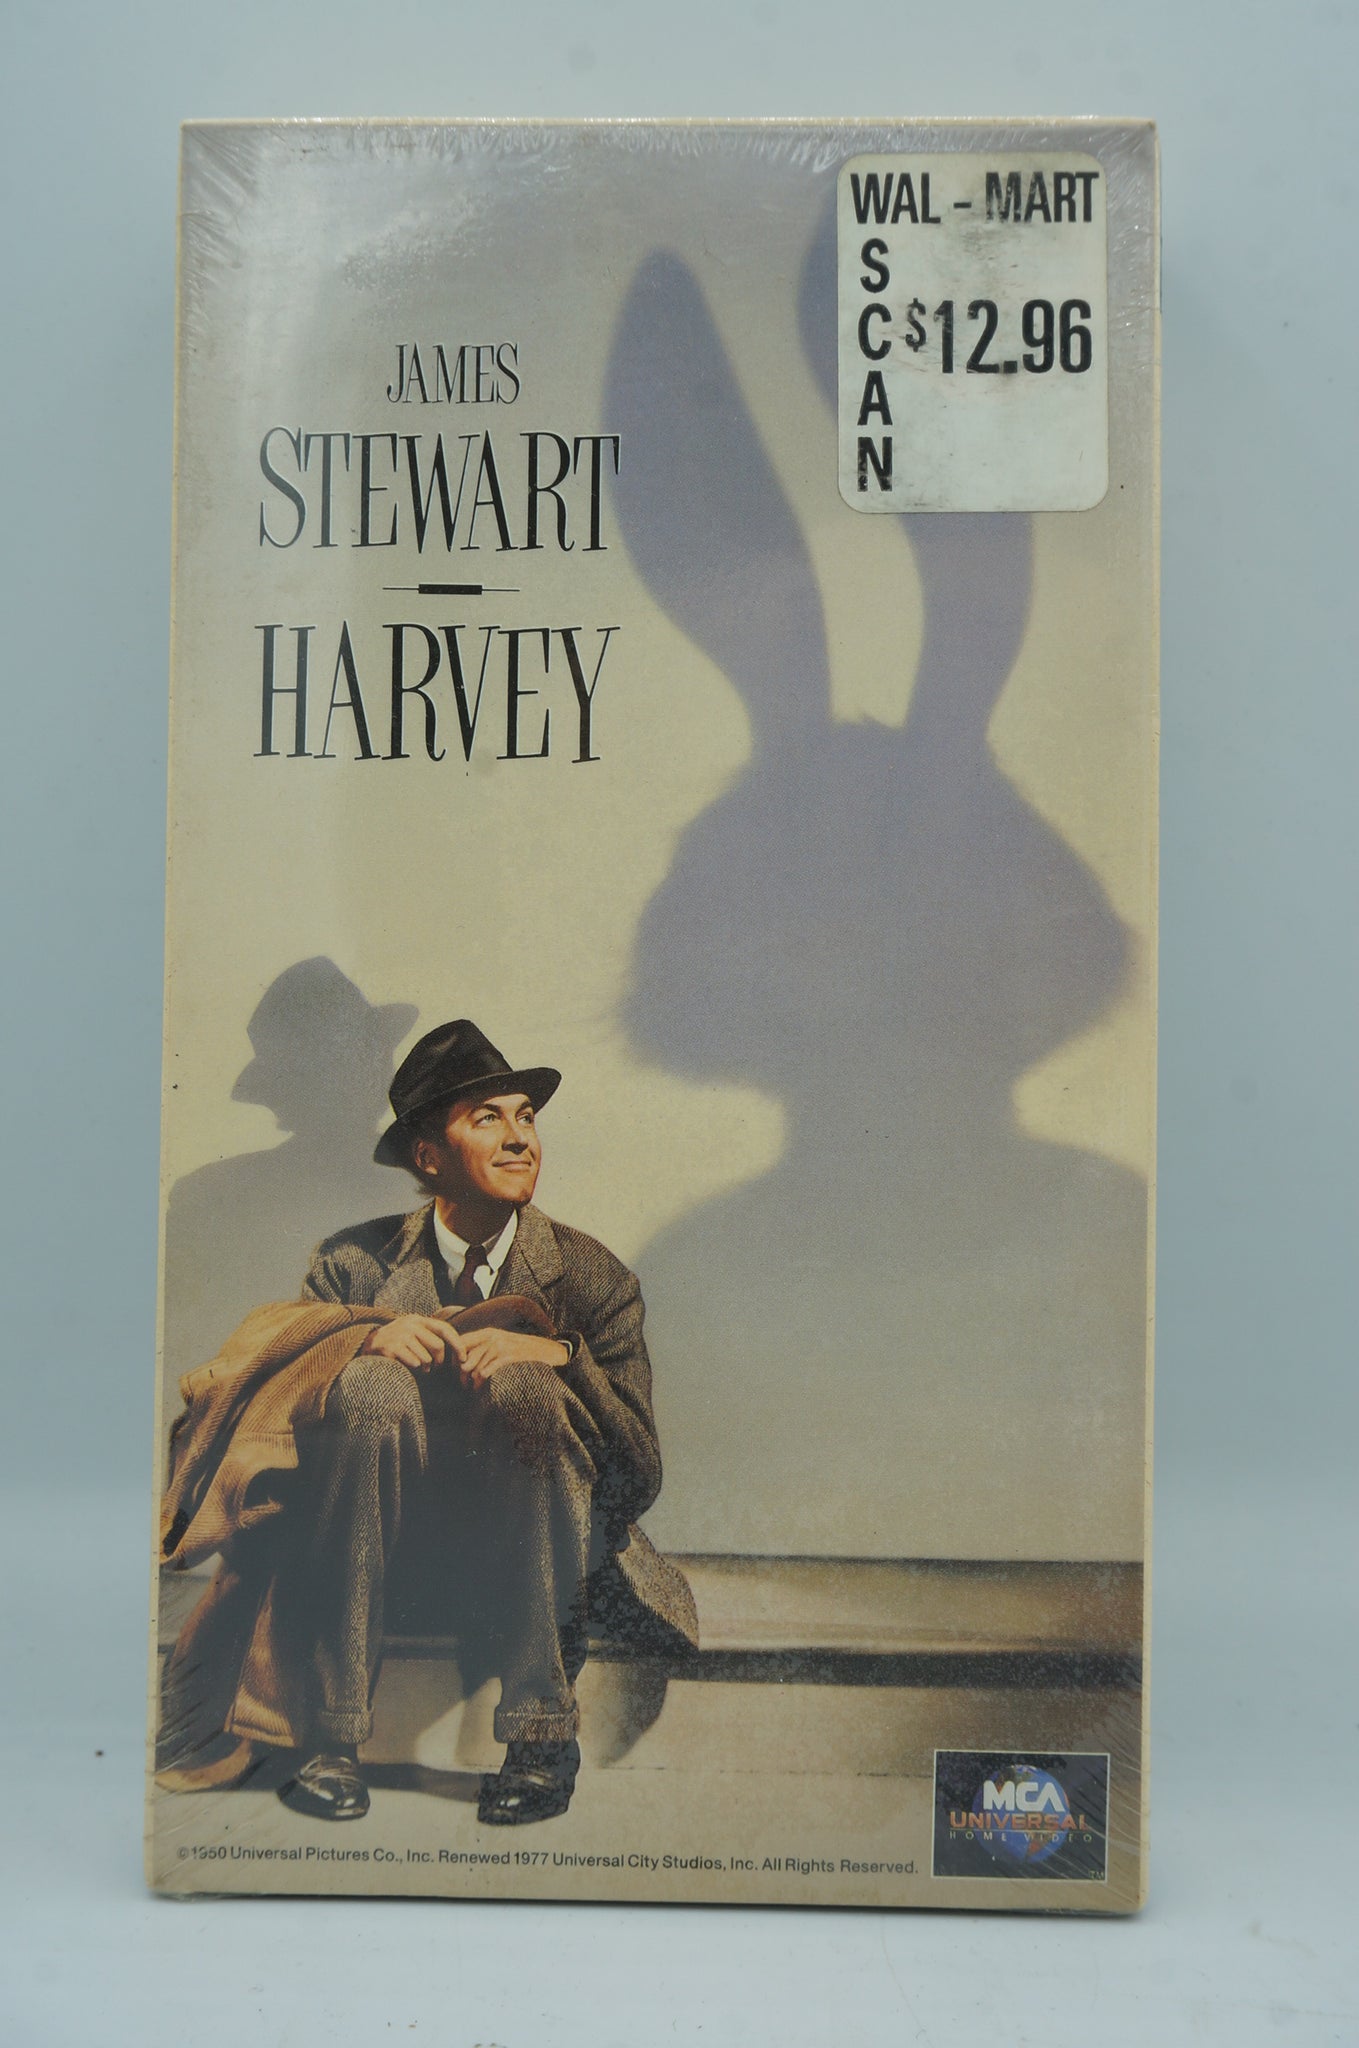 WAL - MART
SCAN
$12.96
JAMES
STEWART
HARVEY
©1950 Universal Pictures Co., Inc. Renewed 1977 Universal City Studios, Inc. All Rights Reserved.
MCA
UNIVERSAL
HOME VIDEO